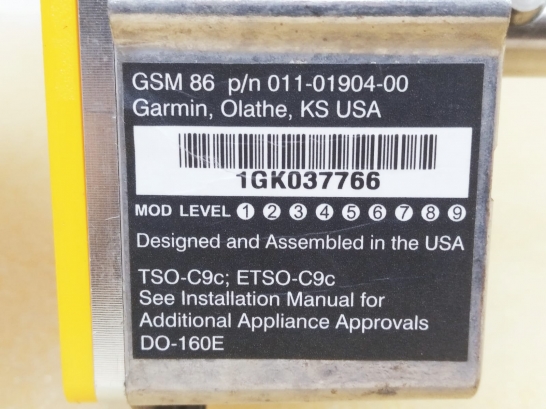 GSM 86 p/n 011-01904-00
Garmin, Olathe, KS USA
1GK037766
MOD LEVEL 1 2 3 4 5 6 7 8 9
Designed and Assembled in the USA
TSO-C9c; ETSO-C9c
See Installation Manual for
Additional Appliance Approvals
DO-160E